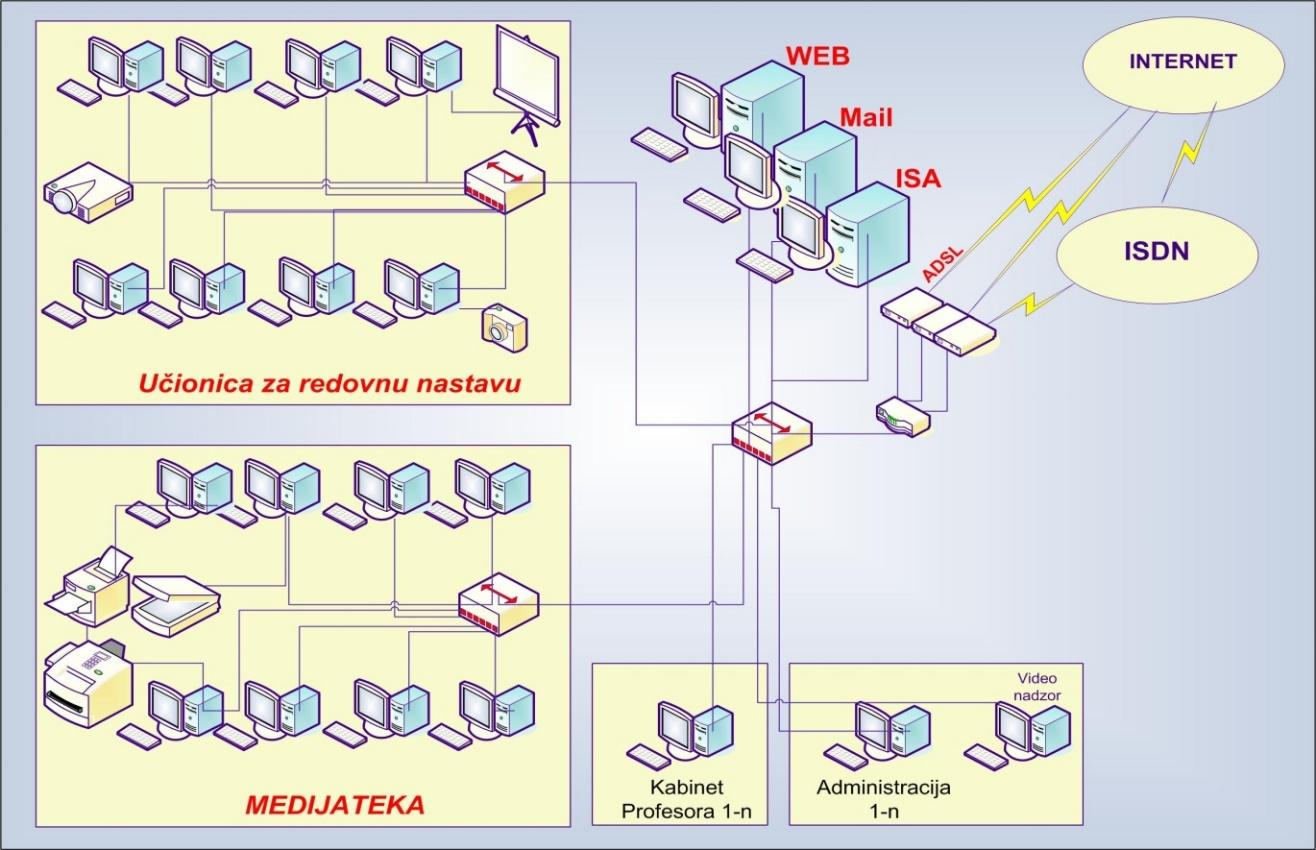 WEB
Mail
ISA
INTERNET
ISDN
ADSL
Učionica za redovnu nastavu
MEDIJATEKA
Kabinet
Profesora 1-n
Administracija
1-n
Video
nadzor